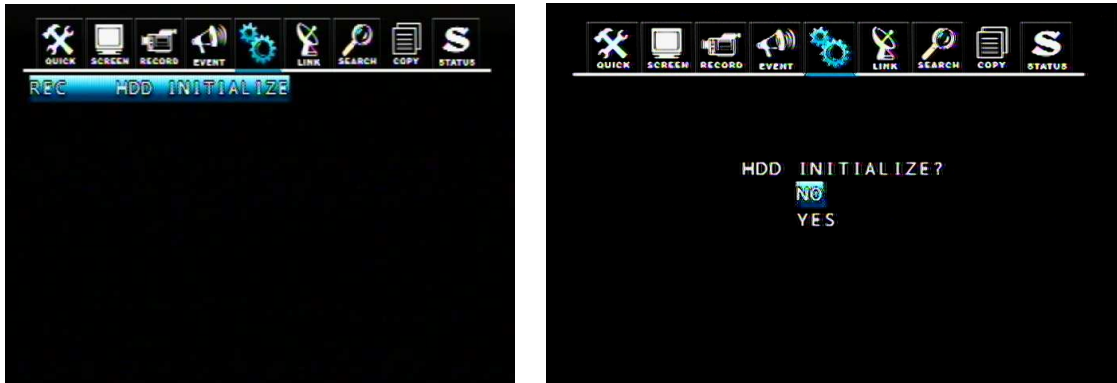 QUICK SCREEN RECORD EVENT LINK SEARCH COPY STATUS
REC HDD INITIALIZE
QUICK SCREEN RECORD EVENT LINK SEARCH COPY STATUS
HDD INITIALIZE?
NO
YES